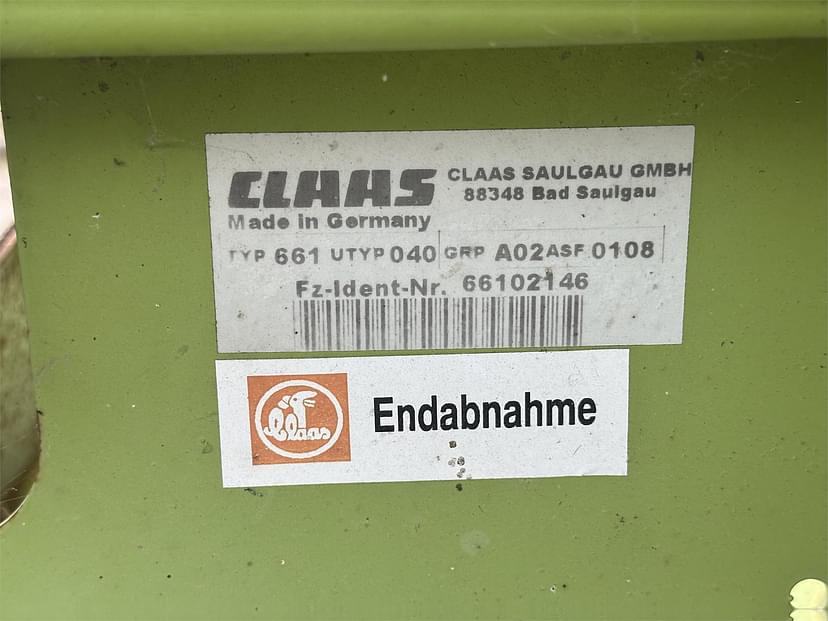 CLAAS CLAAS SAULGAU GMBH
88348 Bad Saulgau
Made in Germany
TYP 661 UTYP 040 GRP A02 ASF 0108
Fz-Ident-Nr. 66102146
Claas
Endabnahme